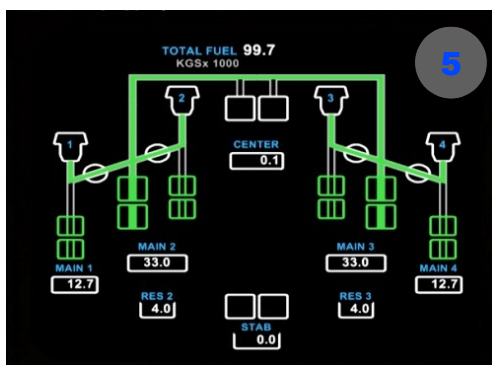 TOTAL FUEL 99.7
KGSx 1000
5
2
3
1
4
CENTER
0.1
MAIN 2
33.0
MAIN 3
33.0
MAIN 1
12.7
MAIN 4
12.7
RES 2
4.0
RES 3
4.0
STAB
0.0